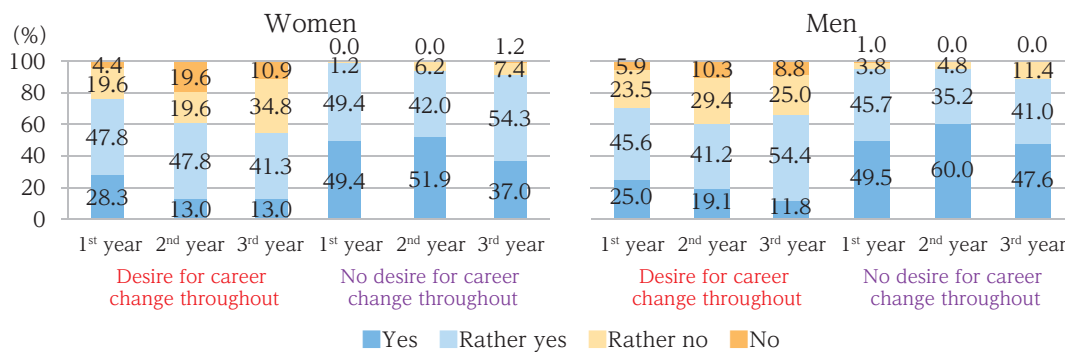 Women
Men
(%)
0.0 0.0 1.2
1.0 0.0 0.0
100
80
60
40
20
0
4.4 19.6 10.9 1.2 6.2 7.4
19.6 19.6 34.8 49.4 42.0 54.3
47.8 47.8 41.3 49.4 51.9 37.0
28.3 13.0 13.0
5.9 10.3 8.8 3.8 4.8 11.4
23.5 29.4 25.0 45.7 35.2 41.0
45.6 41.2 54.4 49.5 60.0 47.6
25.0 19.1 11.8
1st year 2nd year 3rd year 1st year 2nd year 3rd year
1st year 2nd year 3rd year 1st year 2nd year 3rd year
Desire for career
change throughout
No desire for career
change throughout
Desire for career
change throughout
No desire for career
change throughout
Yes Rather yes Rather no No